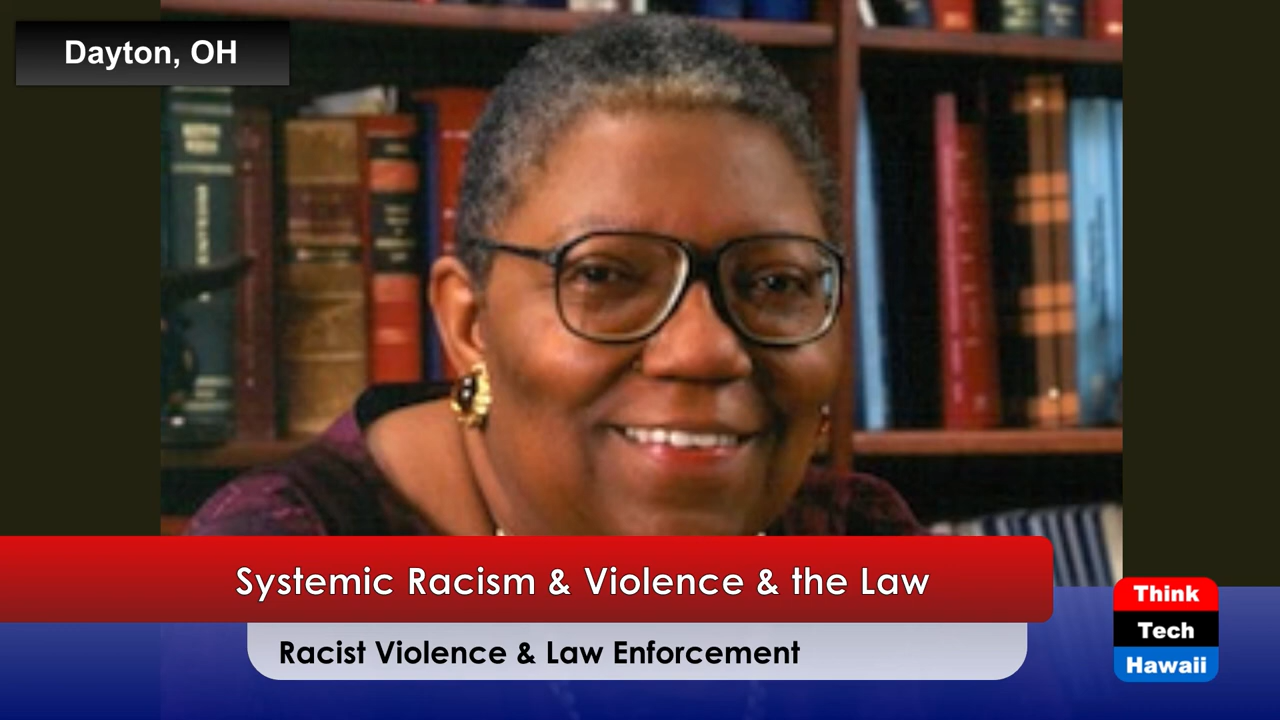 Dayton, OH
Systemic Racism & Violence & the Law
Racist Violence & Law Enforcement
Think
Tech
Hawaii